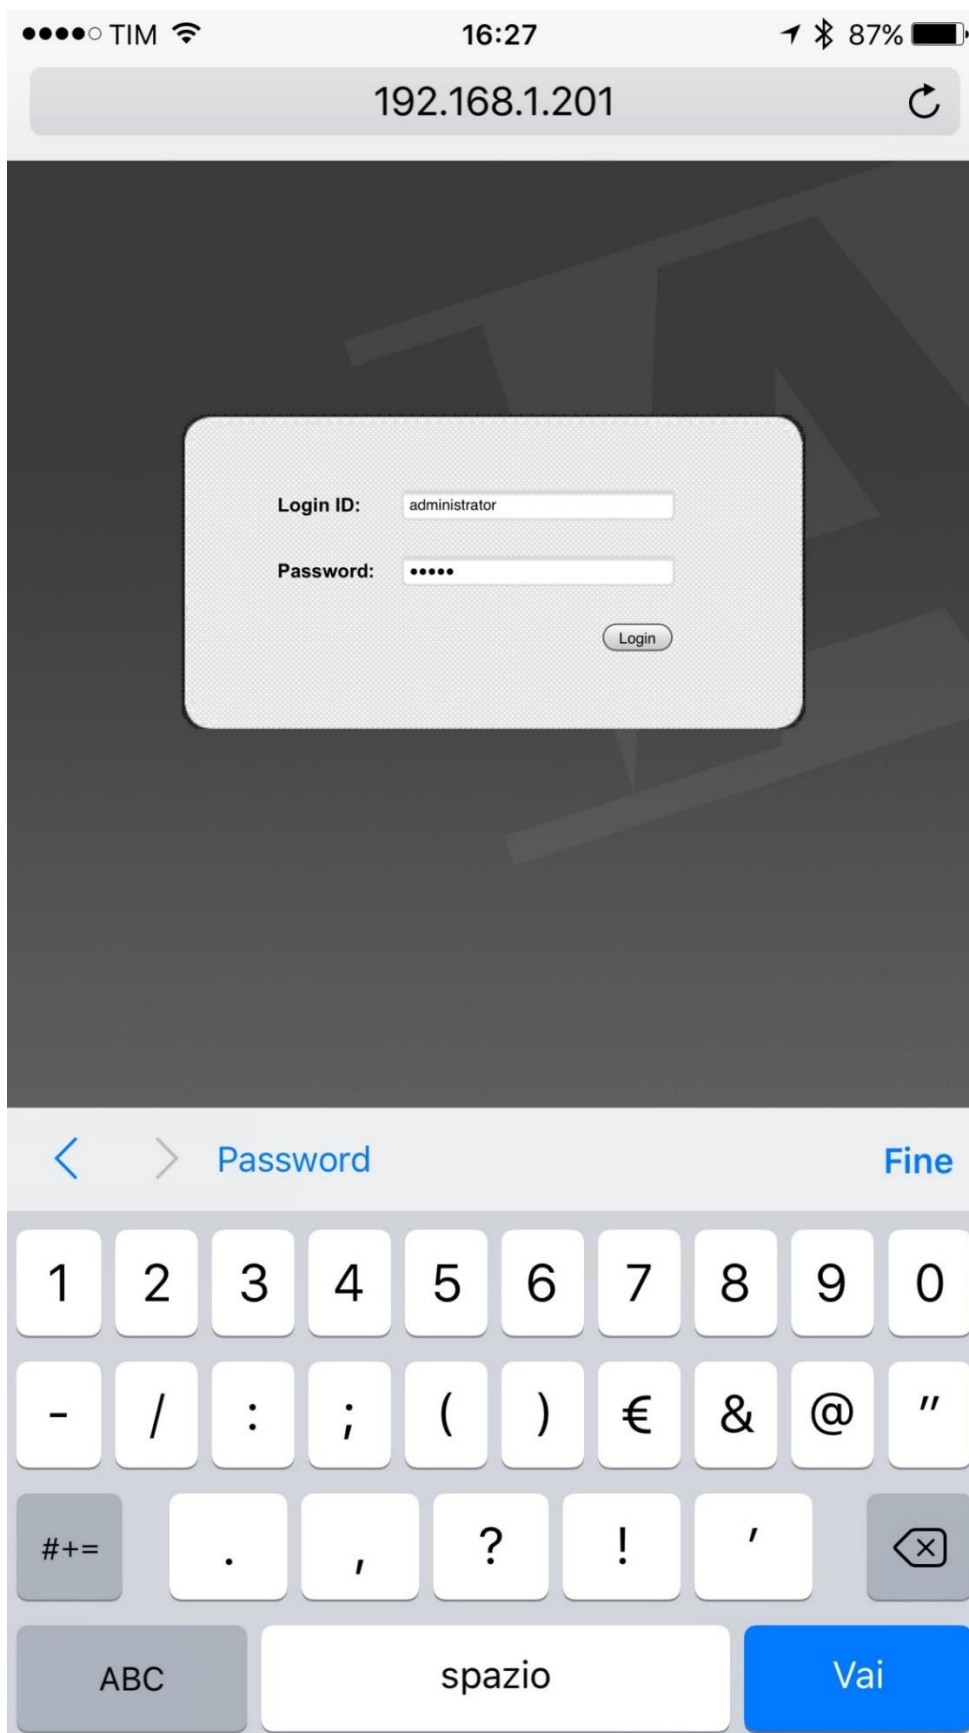 TIM 16:27 87%
192.168.1.201
Login ID: administrator
Password: •••••
Login
Password Fine
1 2 3 4 5 6 7 8 9 0
- / : ; ( ) € & @ "
#+= . , ? ! '
ABC spazio Vai